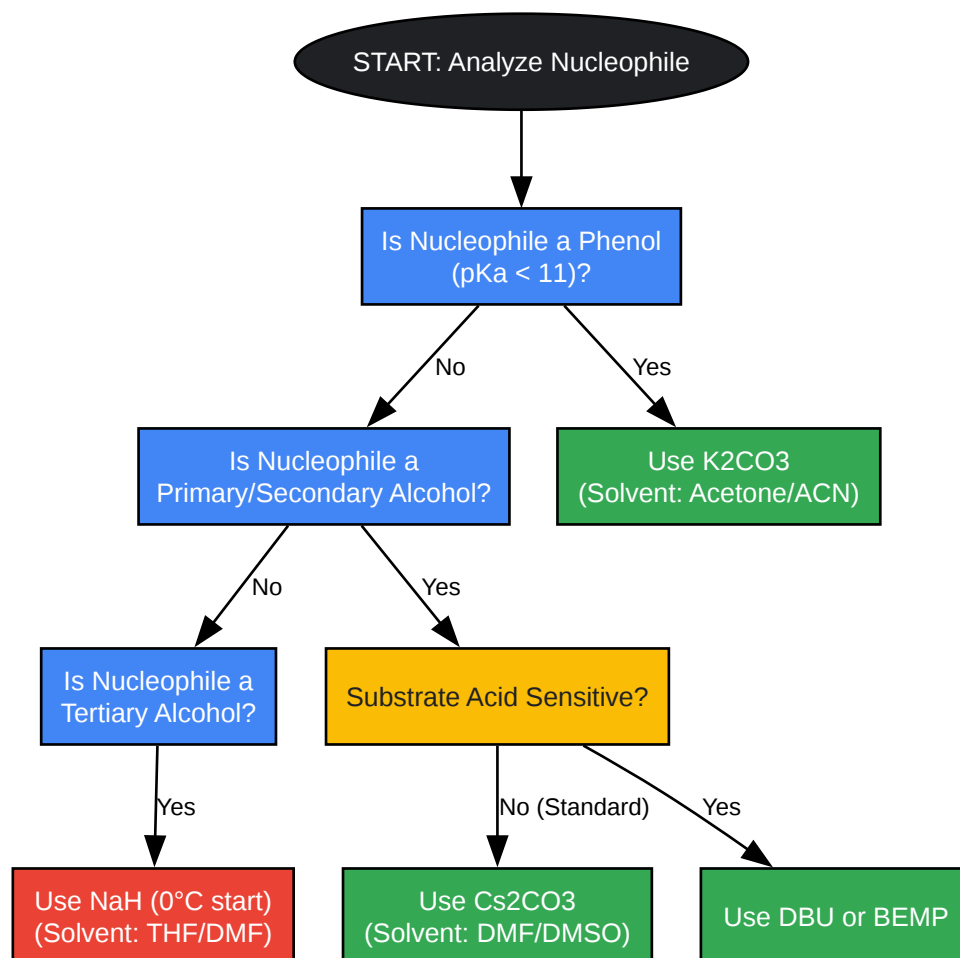 START: Analyze Nucleophile
Is Nucleophile a Phenol
(pKa < 11)?
No
Yes
Is Nucleophile a
Primary/Secondary Alcohol?
Use K2CO3
(Solvent: Acetone/ACN)
No
Yes
Is Nucleophile a
Tertiary Alcohol?
Substrate Acid Sensitive?
Yes
No (Standard)
Yes
Use NaH (0°C start)
(Solvent: THF/DMF)
Use Cs2CO3
(Solvent: DMF/DMSO)
Use DBU or BEMP